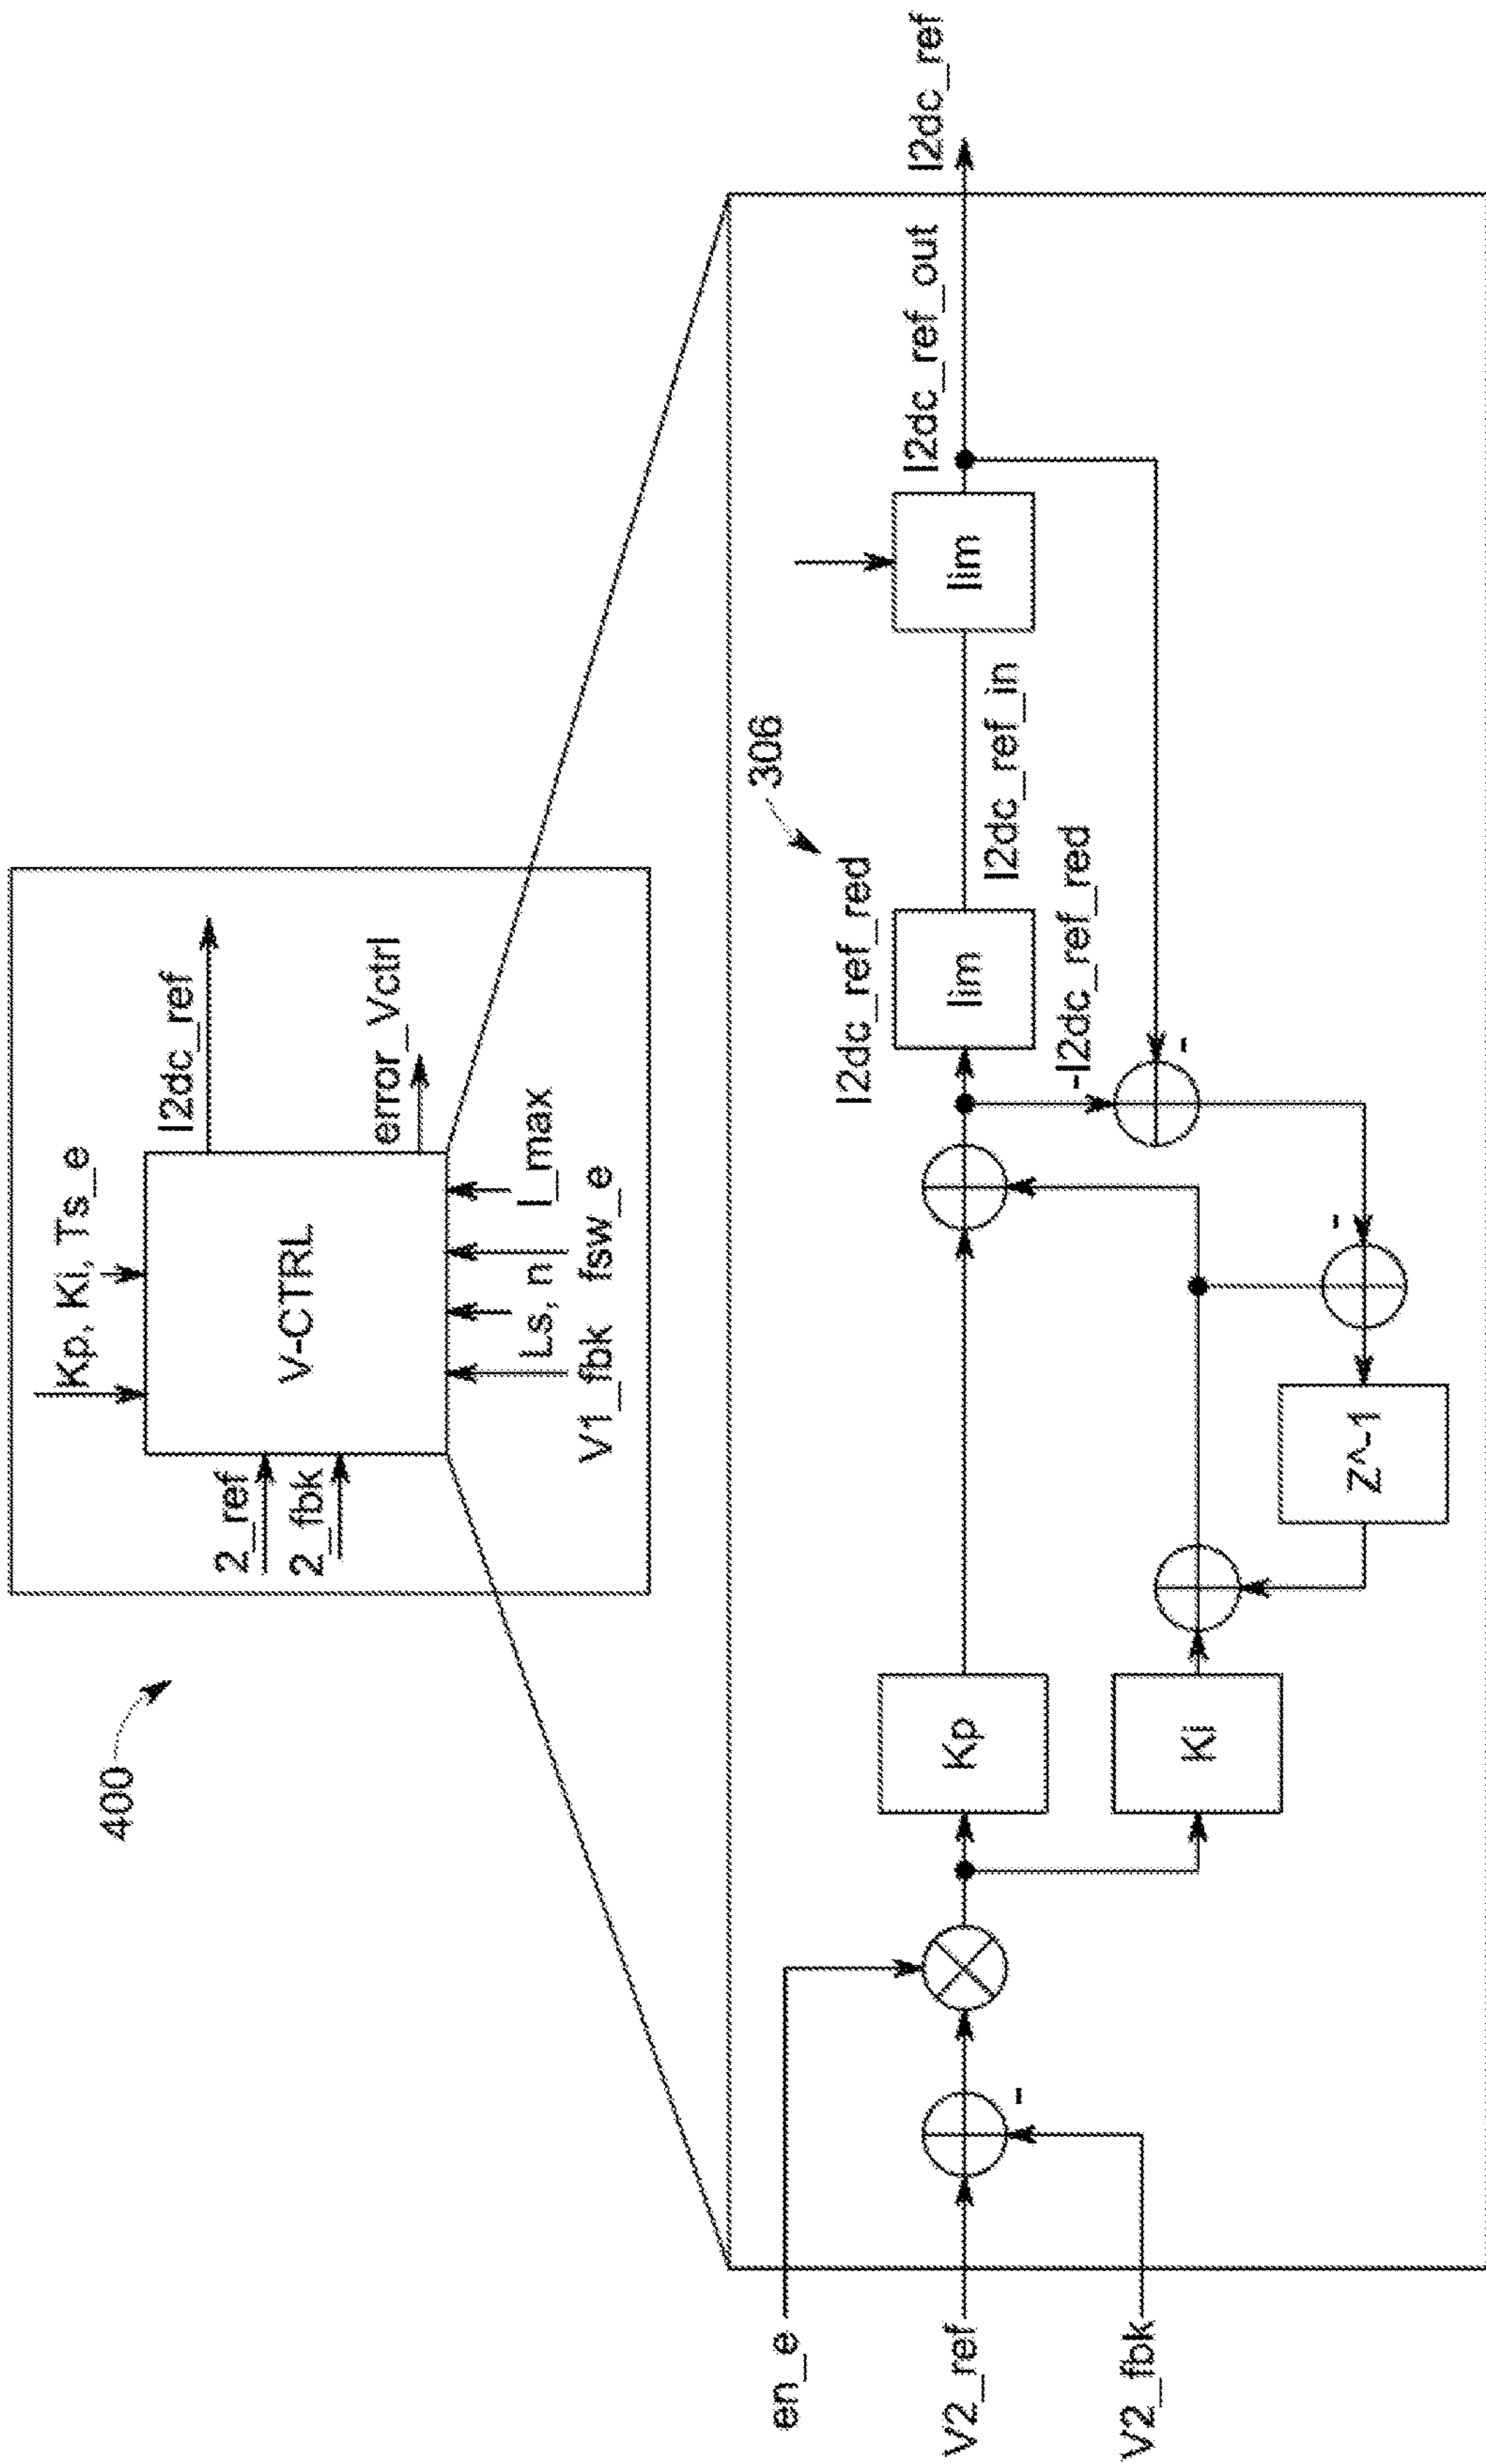 400
Kp, Ki, Ts_e
2_ref
2_fbk
V-CTRL
I2dc_ref
error_Vctrl
Ls, n
I_max
V1_fbk
fsw_e
306
en_e
V2_ref
V2_fbk
-
Kp
Ki
Z^-1
-
-
I2dc_ref_red
-I2dc_ref_red
lim
I2dc_ref_in
lim
I2dc_ref_out
I2dc_ref